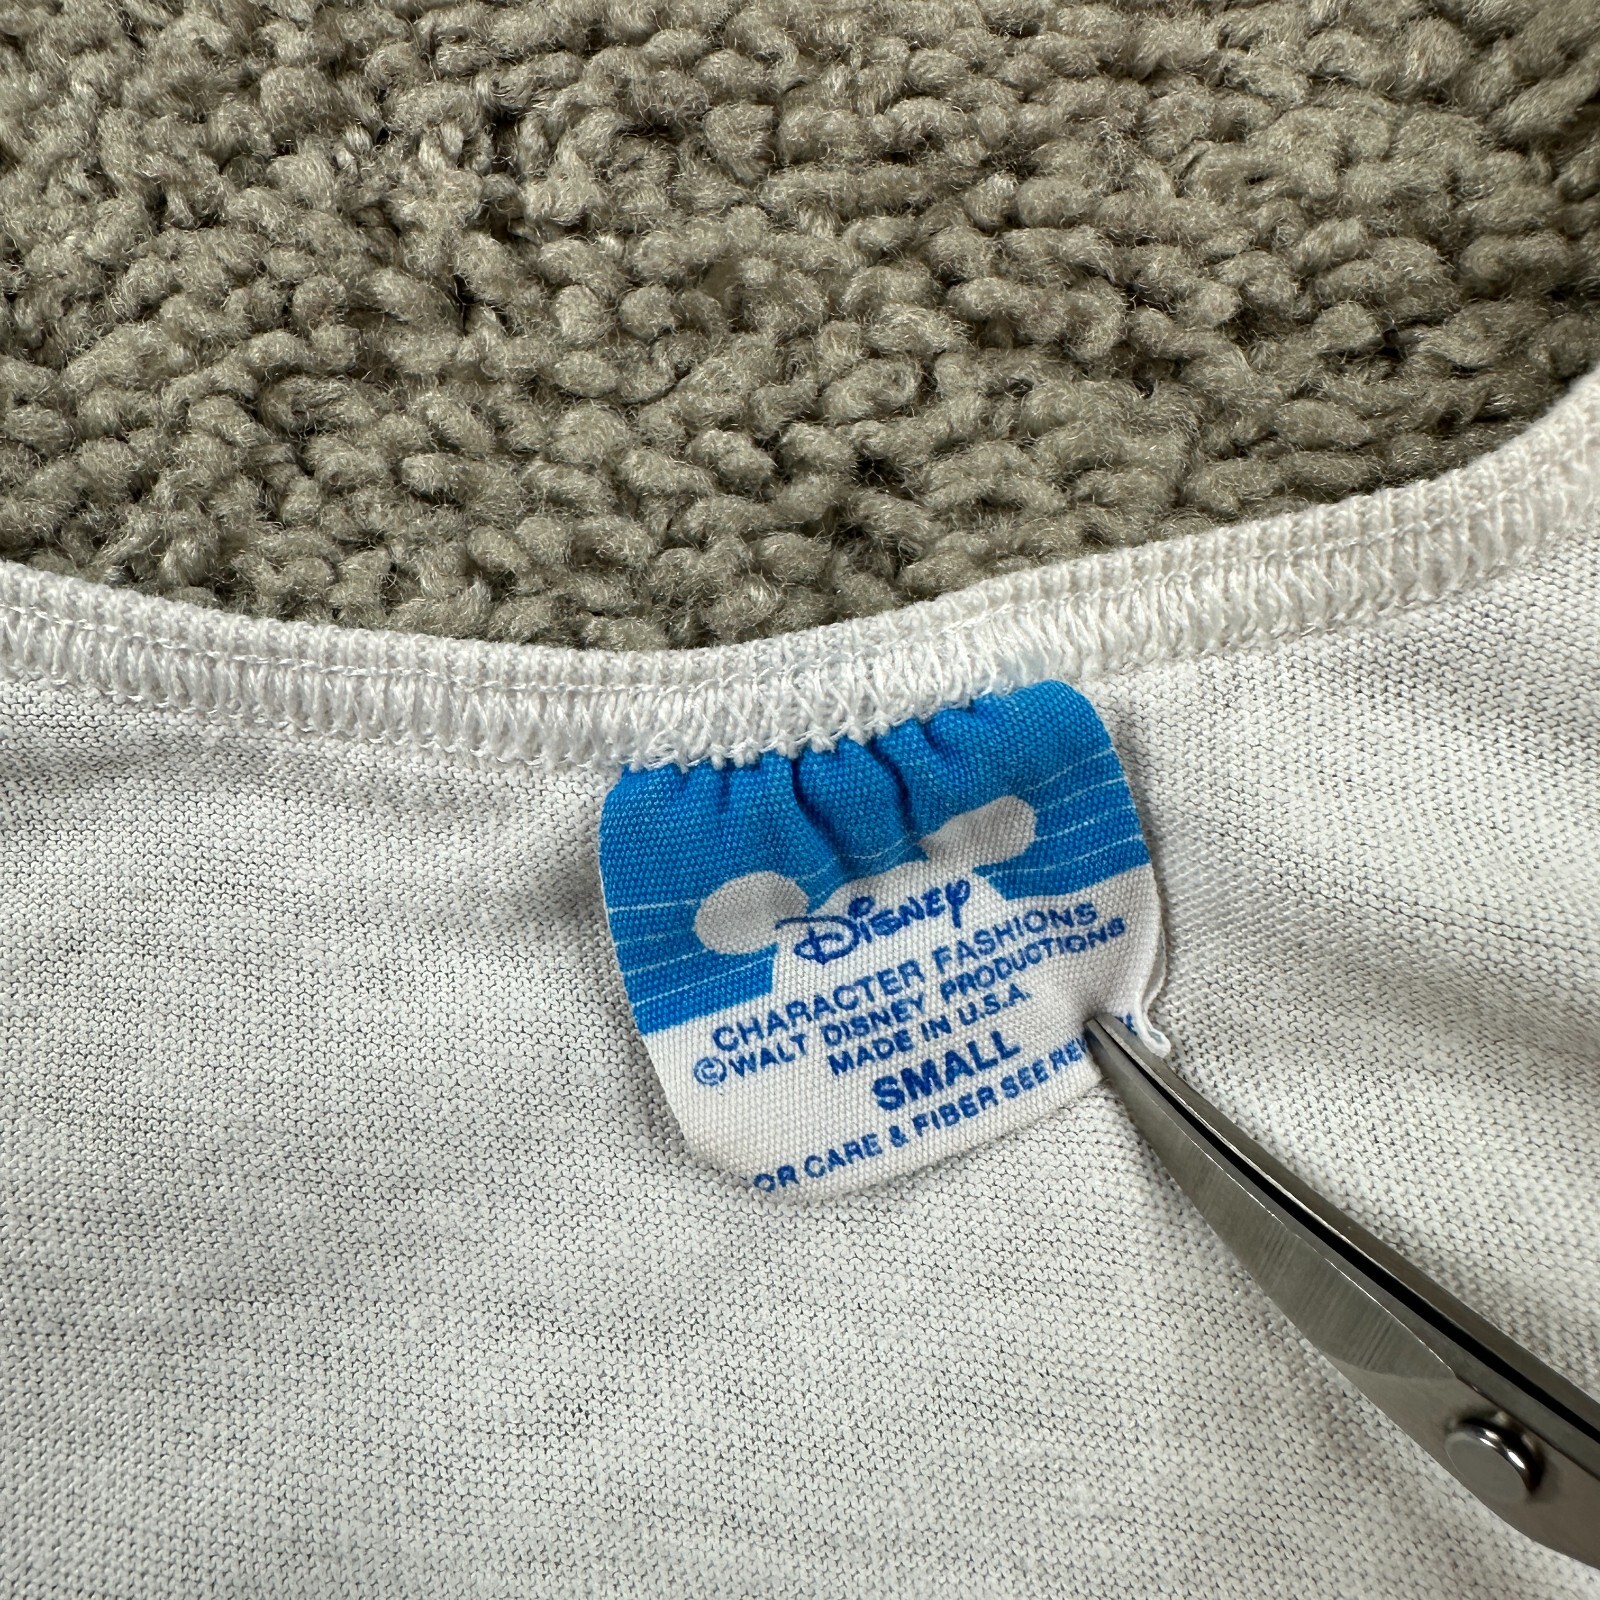 Disney
CHARACTER FASHIONS
©WALT DISNEY PRODUCTIONS
MADE IN U.S.A.
SMALL
OR CARE & FIBER SEE RE